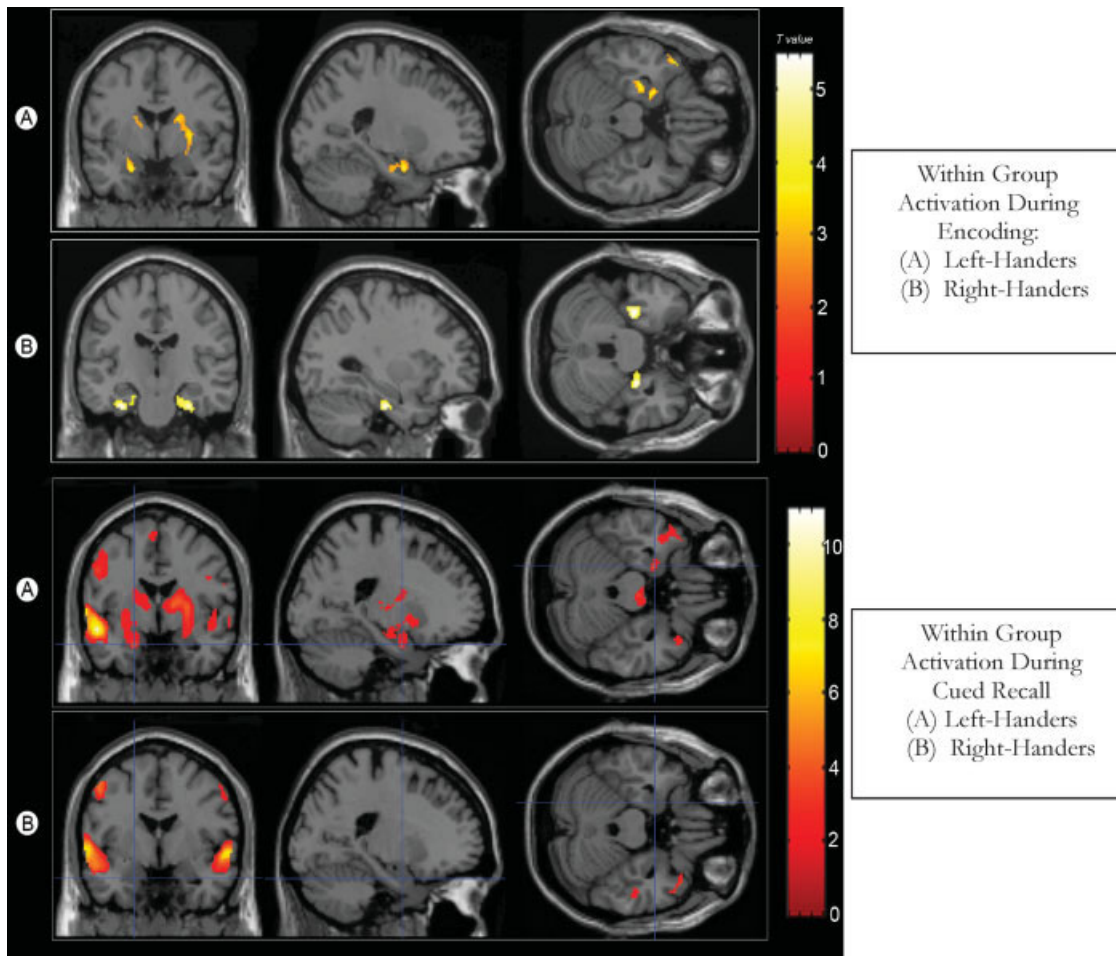 T value
A
5
4
3
2
1
0
B
Within Group
Activation During
Encoding:
(A) Left-Handers
(B) Right-Handers
A
10
8
6
4
2
0
B
Within Group
Activation During
Cued Recall
(A) Left-Handers
(B) Right-Handers